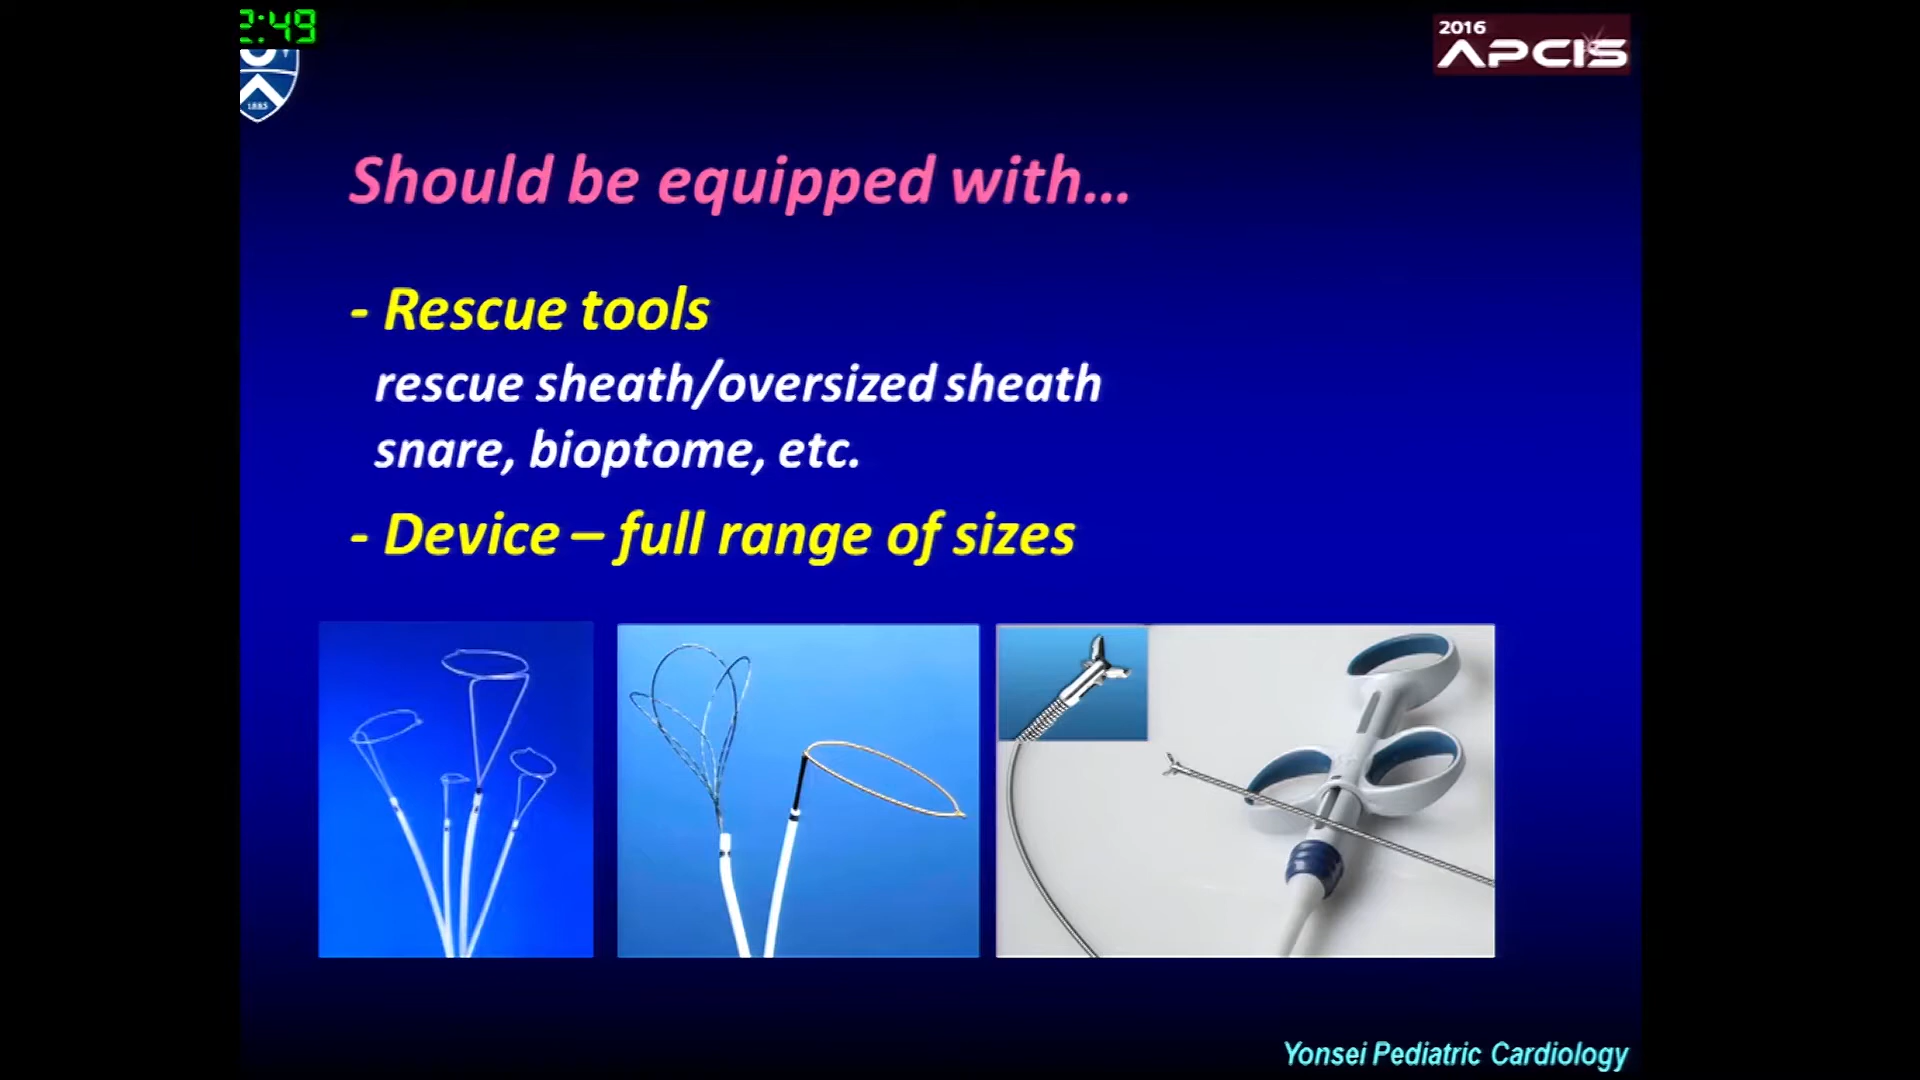 2:49
1885
2016
APCIS
Should be equipped with...
- Rescue tools
rescue sheath/oversized sheath
snare, bioptome, etc.
- Device – full range of sizes
Yonsei Pediatric Cardiology